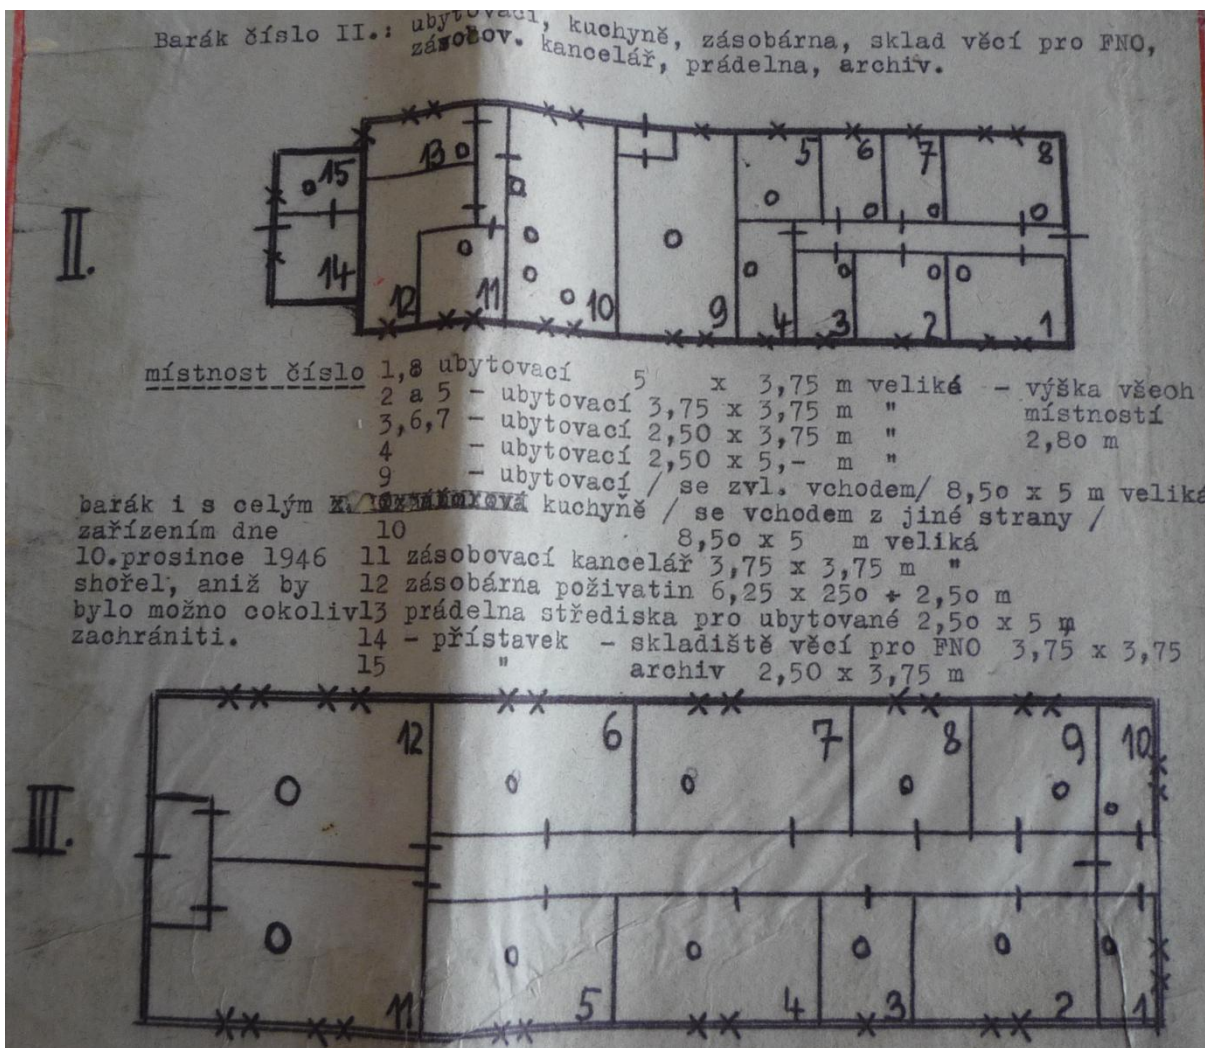 Barák číslo II.: ubytovací, kuchyně, zásobárna, sklad věcí pro FNO,
zásobov. kancelář, prádelna, archiv.
II.
15 13 5 6 7 8
14 12 11 10 9 4 3 2 1
místnost číslo 1,8 ubytovací 5 x 3,75 m veliká - výška všech
2 a 5 - ubytovací 3,75 x 3,75 m " místností
3,6,7 - ubytovací 2,50 x 3,75 m " 2,80 m
4 - ubytovací 2,50 x 5,- m "
9 - ubytovací / se zvl. vchodem/ 8,50 x 5 m veliká
barák i s celým kuchyně / se vchodem z jiné strany /
zařízením dne 10 8,50 x 5 m veliká
10.prosince 1946 11 zásobovací kancelář 3,75 x 3,75 m "
shořel, aniž by 12 zásobárna poživatin 6,25 x 250 + 2,50 m
bylo možno cokoliv13 prádelna střediska pro ubytované 2,50 x 5 m
zachrániti. 14 - přístavek - skladiště věcí pro FNO 3,75 x 3,75
15 " archiv 2,50 x 3,75 m
III.
12 6 7 8 9 10
11 5 4 3 2 1